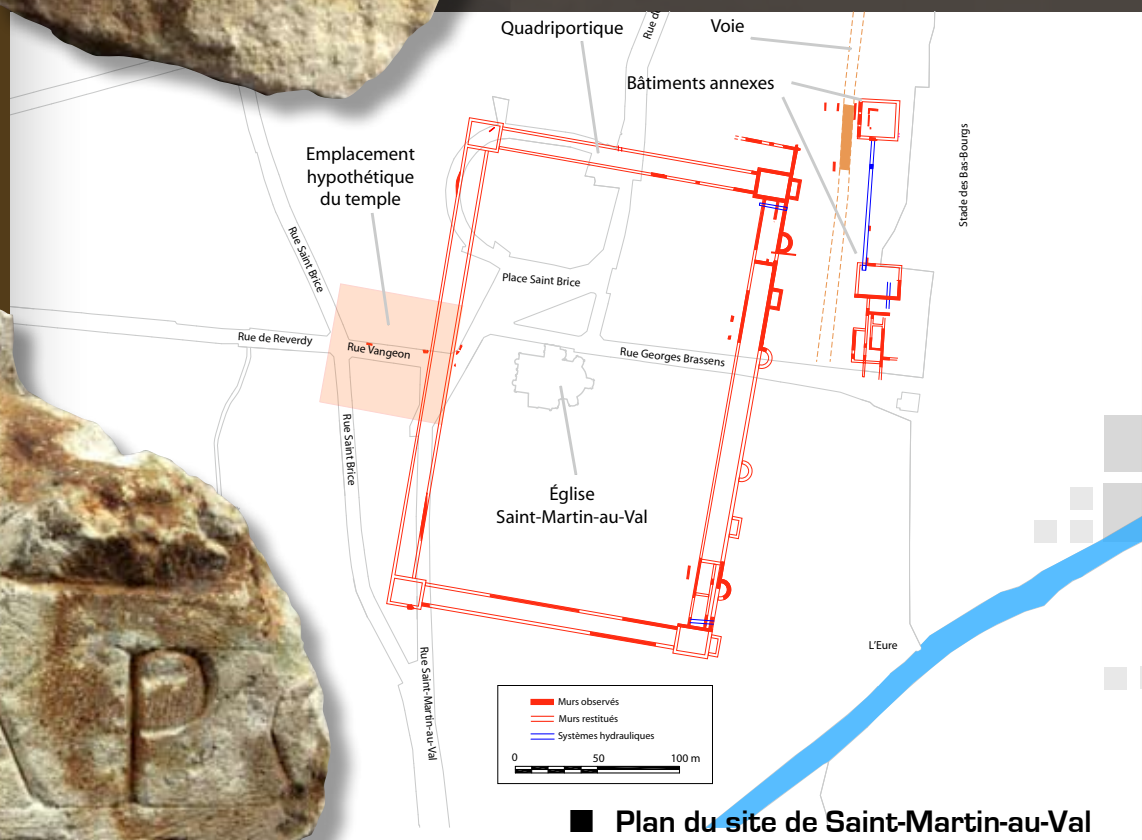 Quadriportique
Voie
Rue d
Bâtiments annexes
Emplacement
hypothétique
du temple
Stade des Bas-Bourgs
Rue Saint Brice
Place Saint Brice
Rue de Reverdy
Rue Vangeon
Rue Georges Brassens
Rue Saint Brice
Église
Saint-Martin-au-Val
L'Eure
Rue Saint-Martin-au-Val
P
Murs observés
Murs restitués
Systèmes hydrauliques
0 50 100 m
■ Plan du site de Saint-Martin-au-Val